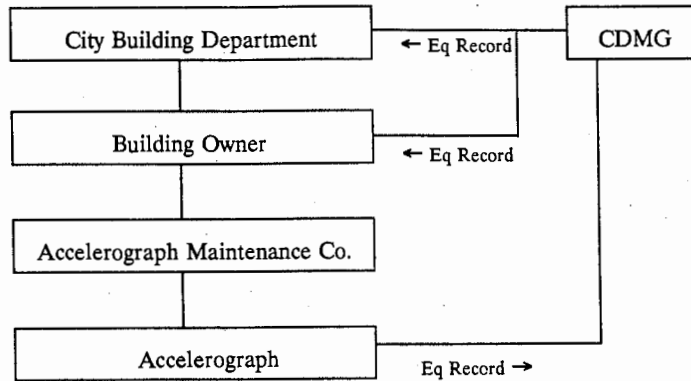 City Building Department
CDMG
← Eq Record
Building Owner
← Eq Record
Accelerograph Maintenance Co.
Accelerograph
Eq Record →